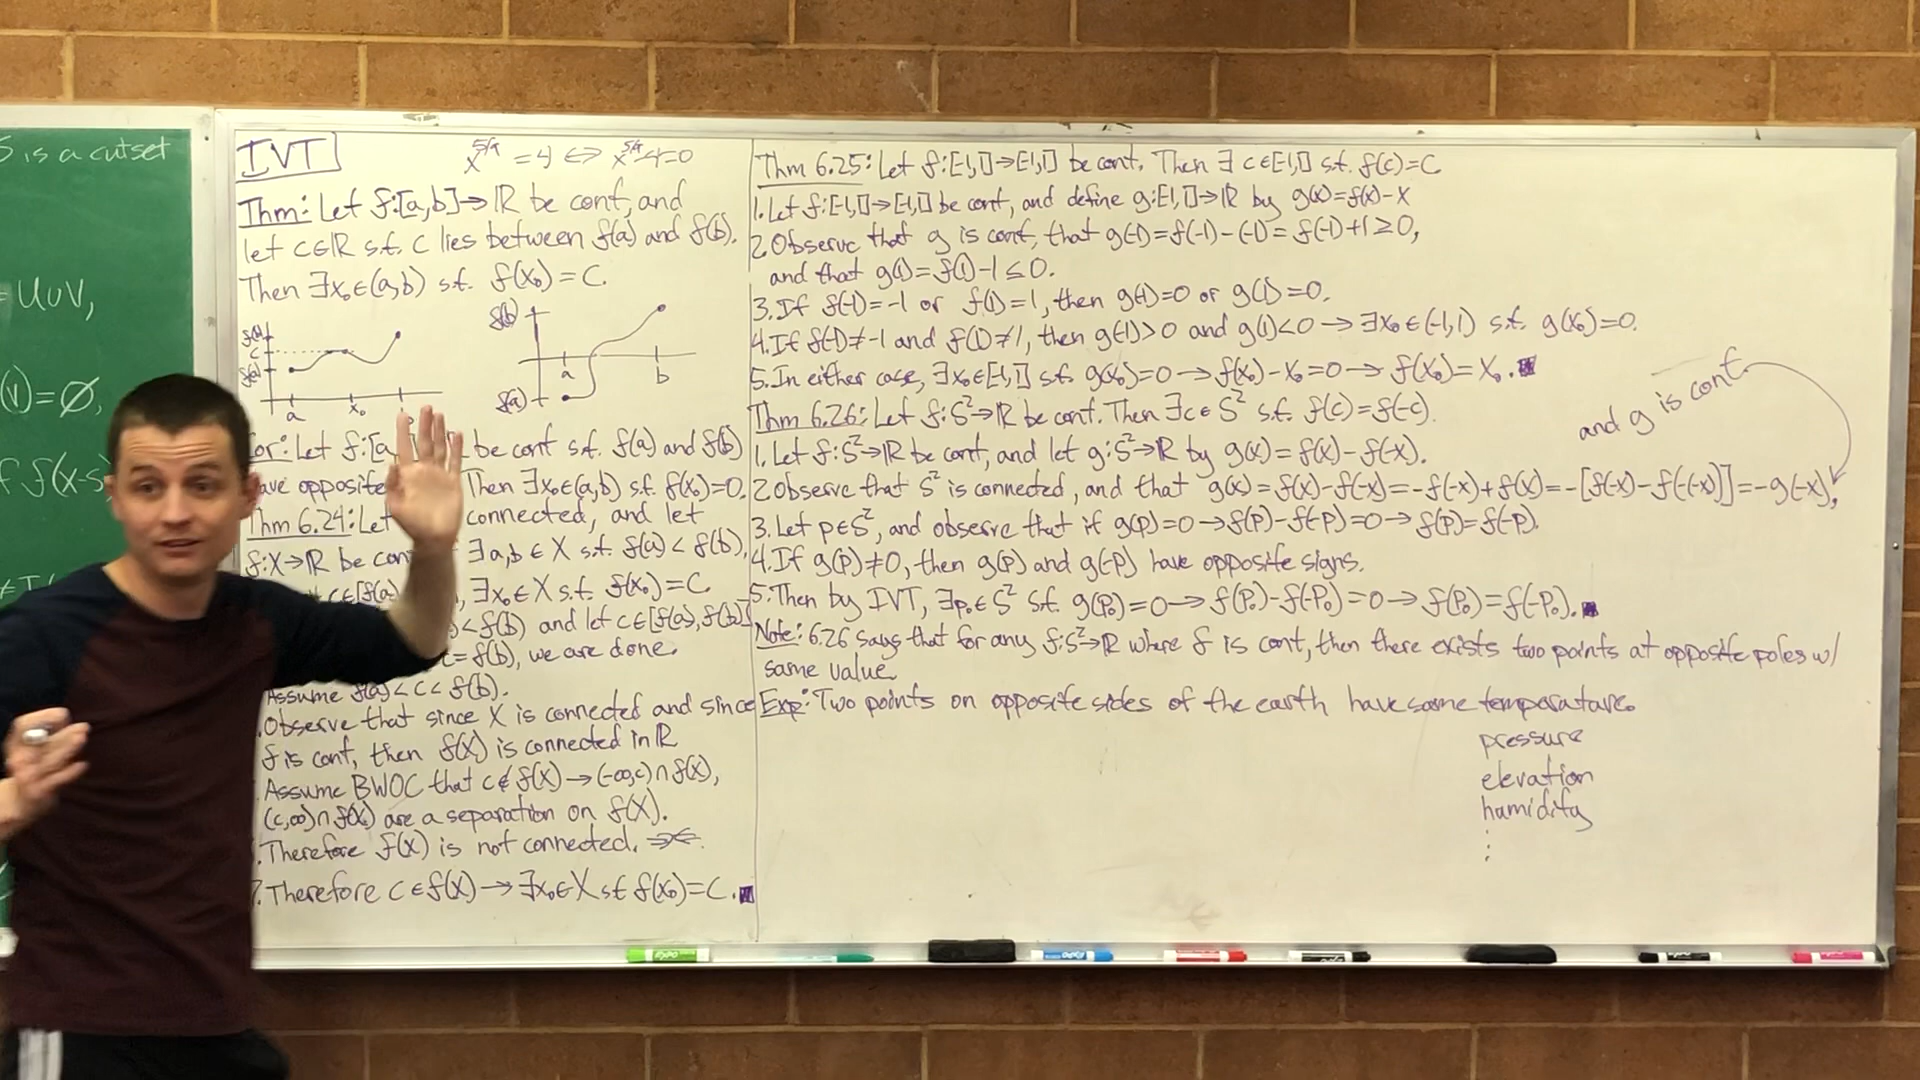 S is a cutset
= U∪V,
(V)=∅,
f f(x-s)
IVT
x^5/4 = 4 <=> x^5/4 - 4 = 0
Thm: Let f:[a,b]→ℝ be cont, and
let c∈ℝ s.t. c lies between f(a) and f(b).
Then ∃x₀∈(a,b) s.t. f(x₀)=C.
f(b)
c
f(a)
a
x₀
f(b)
f(a)
a
b
Cor: Let f:[a be cont s.t. f(a) and f(b)
have opposite Then ∃x₀∈(a,b) s.t. f(x₀)=0.
Thm 6.24: Let connected, and let
f:X→ℝ be con ∃a,b∈X s.t. f(a)<f(b),
c∈[f(a), ∃x₀∈X s.t. f(x₀)=C.
<f(b) and let c∈[f(a),f(b)]
c=f(b), we are done.
Assume f(a)<c<f(b).
.Observe that since X is connected and since
f is cont, then f(X) is connected in ℝ
.Assume BWOC that c∉f(X)→(-∞,c)∩f(X),
(c,∞)∩f(X) are a separation on f(X).
.Therefore f(X) is not connected.
7.Therefore c∈f(X)→∃x₀∈X s.t. f(x₀)=C.■
Thm 6.25: Let f:[-1,1]→[-1,1] be cont. Then ∃ c∈[-1,1] s.t. f(c)=C
1.Let f:[-1,1]→[-1,1] be cont, and define g:[-1,1]→ℝ by g(x)=f(x)-x
2.Observe that g is cont, that g(-1)=f(-1)-(-1)=f(-1)+1≥0,
and that g(1)=f(1)-1≤0.
3.If f(-1)=-1 or f(1)=1, then g(-1)=0 or g(1)=0.
4.If f(-1)≠-1 and f(1)≠1, then g(-1)>0 and g(1)<0→∃x₀∈(-1,1) s.t. g(x₀)=0.
5.In either case, ∃x₀∈[-1,1] s.t. g(x₀)=0→f(x₀)-x₀=0→f(x₀)=x₀.■
Thm 6.26: Let f:S²→ℝ be cont. Then ∃c∈S² s.t. f(c)=f(-c).
and g is cont.
1.Let f:S²→ℝ be cont, and let g:S²→ℝ by g(x)=f(x)-f(-x).
2.Observe that S² is connected, and that g(x)=f(x)-f(-x)=-f(-x)+f(x)=-[f(-x)-f(-(-x))]=-g(-x),
3.Let p∈S², and observe that if g(p)=0→f(p)-f(-p)=0→f(p)=f(-p).
4.If g(p)≠0, then g(p) and g(-p) have opposite signs.
5.Then by IVT, ∃p₀∈S² s.t. g(p₀)=0→f(p₀)-f(-p₀)=0→f(p₀)=f(-p₀).■
Note: 6.26 says that for any f:S²→ℝ where f is cont, then there exists two points at opposite poles w/
same value.
Exp: Two points on opposite sides of the earth have same temperature.
pressure
elevation
humidity
⋮
EXPO